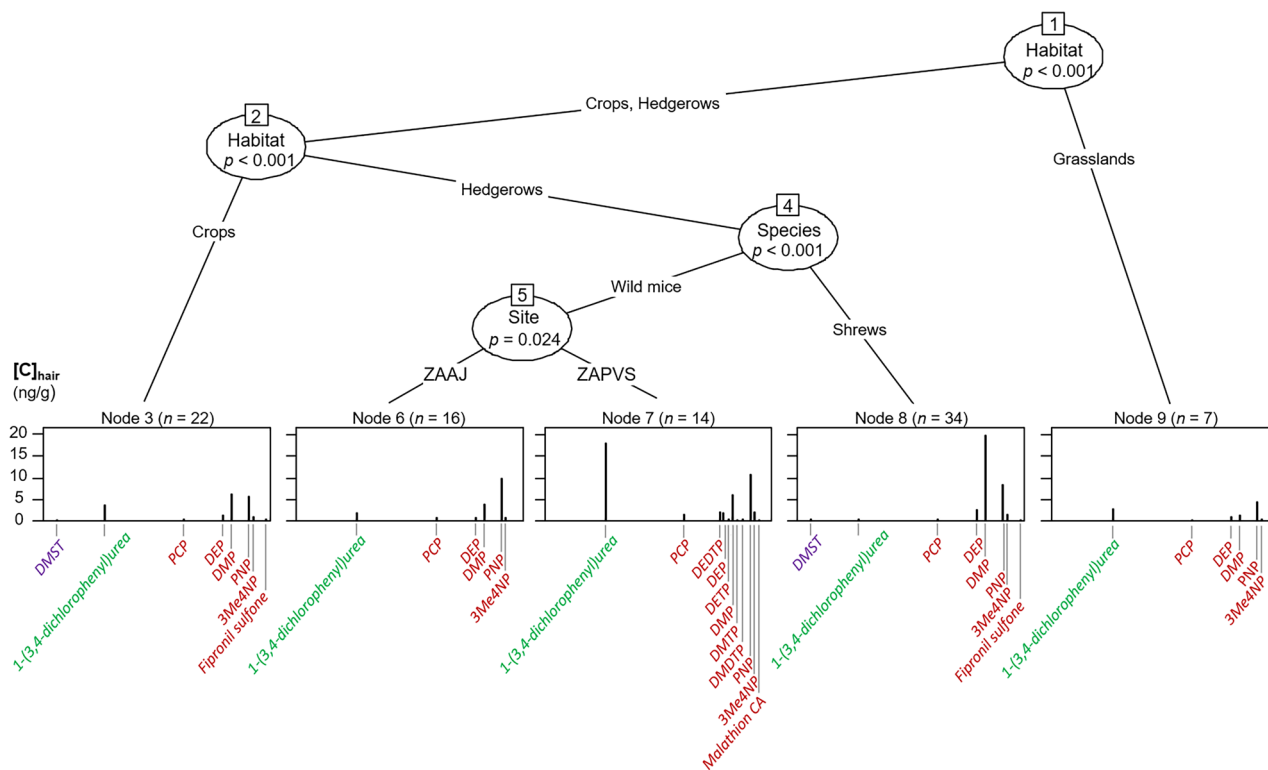 1
Habitat
p < 0.001
Crops, Hedgerows
2
Habitat
p < 0.001
Grasslands
Hedgerows
4
Species
p < 0.001
Crops
Wild mice
5
Site
p = 0.024
Shrews
ZAAJ
ZAPVS
[C]hair
(ng/g)
Node 3 (n = 22)
Node 6 (n = 16)
Node 7 (n = 14)
Node 8 (n = 34)
Node 9 (n = 7)
20
15
10
5
0
DMST
1-(3,4-dichlorophenyl)urea
PCP
DEP
DMP
PNP
3Me4NP
Fipronil sulfone
1-(3,4-dichlorophenyl)urea
PCP
DEP
DMP
PNP
3Me4NP
1-(3,4-dichlorophenyl)urea
PCP
DEDTP
DEP
DETP
DMP
DMTP
DMDTP
PNP
3Me4NP
Malathion CA
DMST
1-(3,4-dichlorophenyl)urea
PCP
DEP
DMP
PNP
3Me4NP
Fipronil sulfone
1-(3,4-dichlorophenyl)urea
PCP
DEP
DMP
PNP
3Me4NP